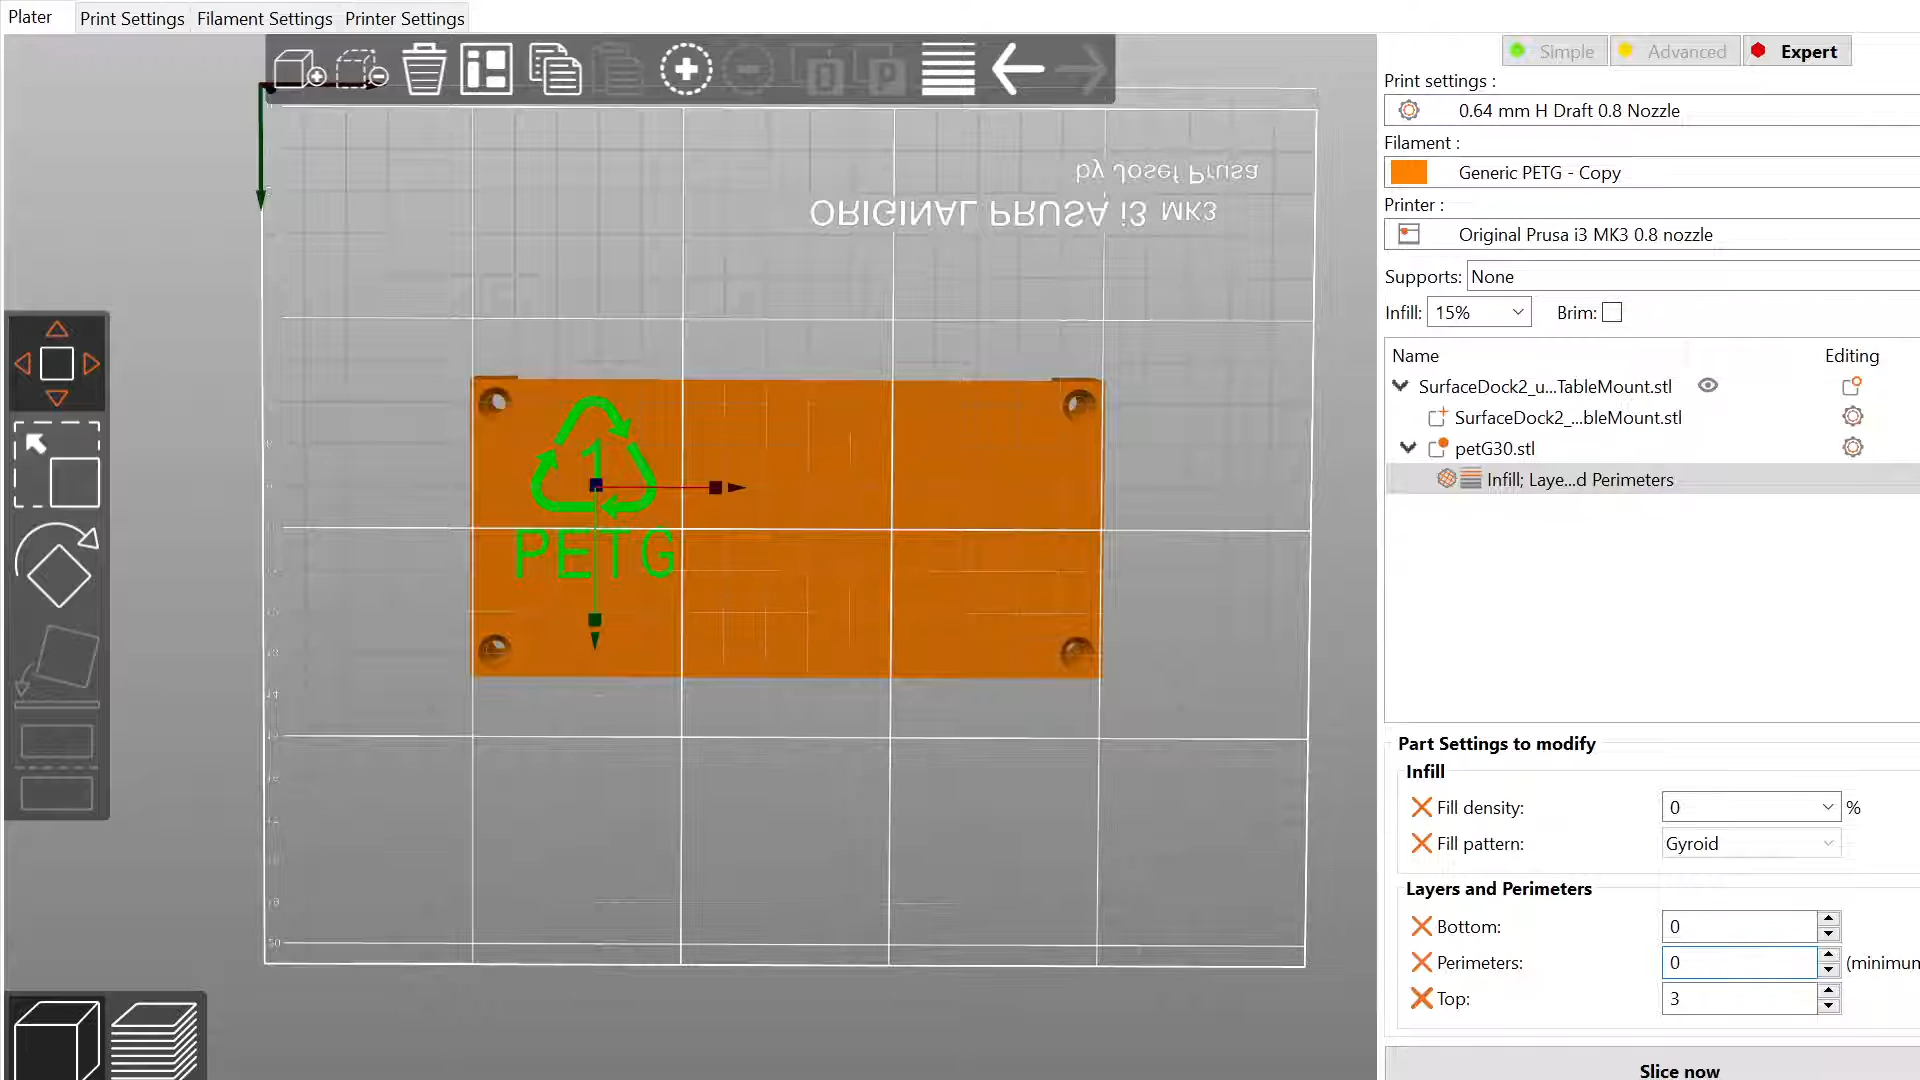 Plater Print Settings Filament Settings Printer Settings
Simple Advanced Expert
Print settings :
0.64 mm H Draft 0.8 Nozzle
Filament :
Generic PETG - Copy
Printer :
Original Prusa i3 MK3 0.8 nozzle
Supports: None
Infill: 15% Brim:
Name Editing
SurfaceDock2_u...TableMount.stl
SurfaceDock2_...bleMount.stl
petG30.stl
Infill; Laye...d Perimeters
by Josef Prusa
ORIGINAL PRUSA i3 MK3
1
PETG
Part Settings to modify
Infill
Fill density: 0 %
Fill pattern: Gyroid
Layers and Perimeters
Bottom: 0
Perimeters: 0 (minimum
Top: 3
Slice now